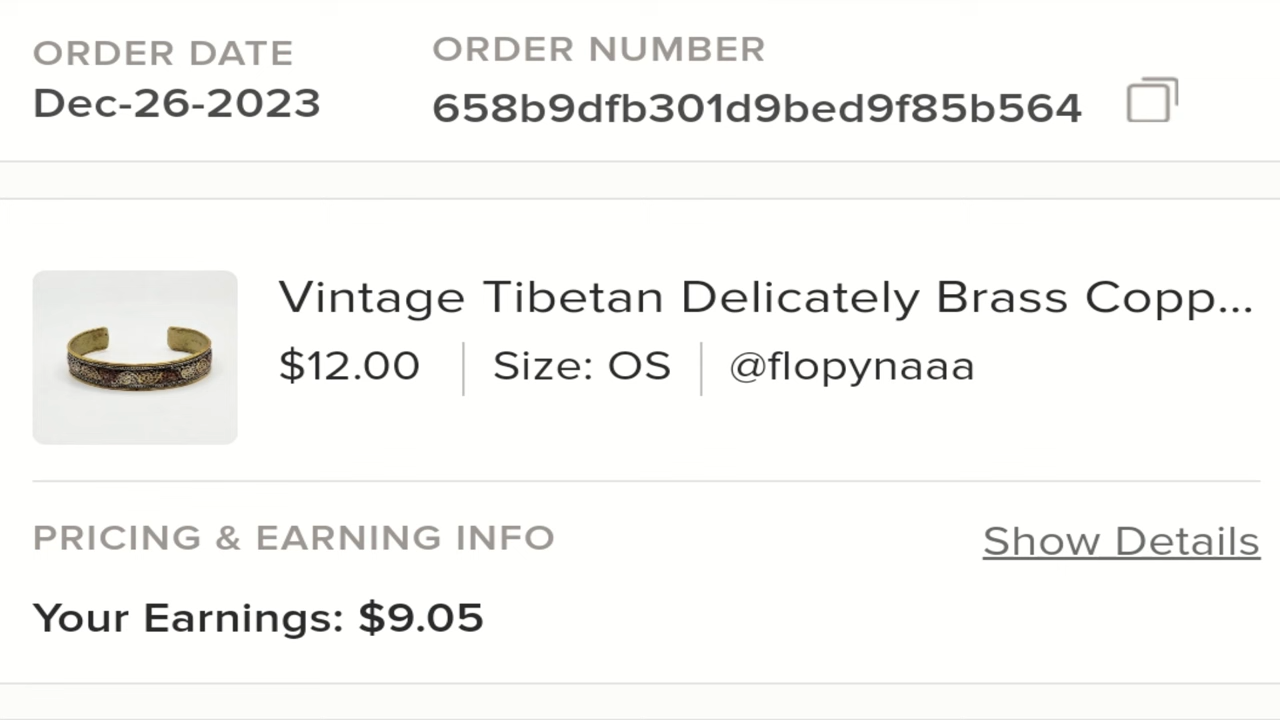 ORDER DATE
Dec-26-2023
ORDER NUMBER
658b9dfb301d9bed9f85b564
Vintage Tibetan Delicately Brass Copp...
$12.00 | Size: OS | @flopynaaa
PRICING & EARNING INFO
Show Details
Your Earnings: $9.05